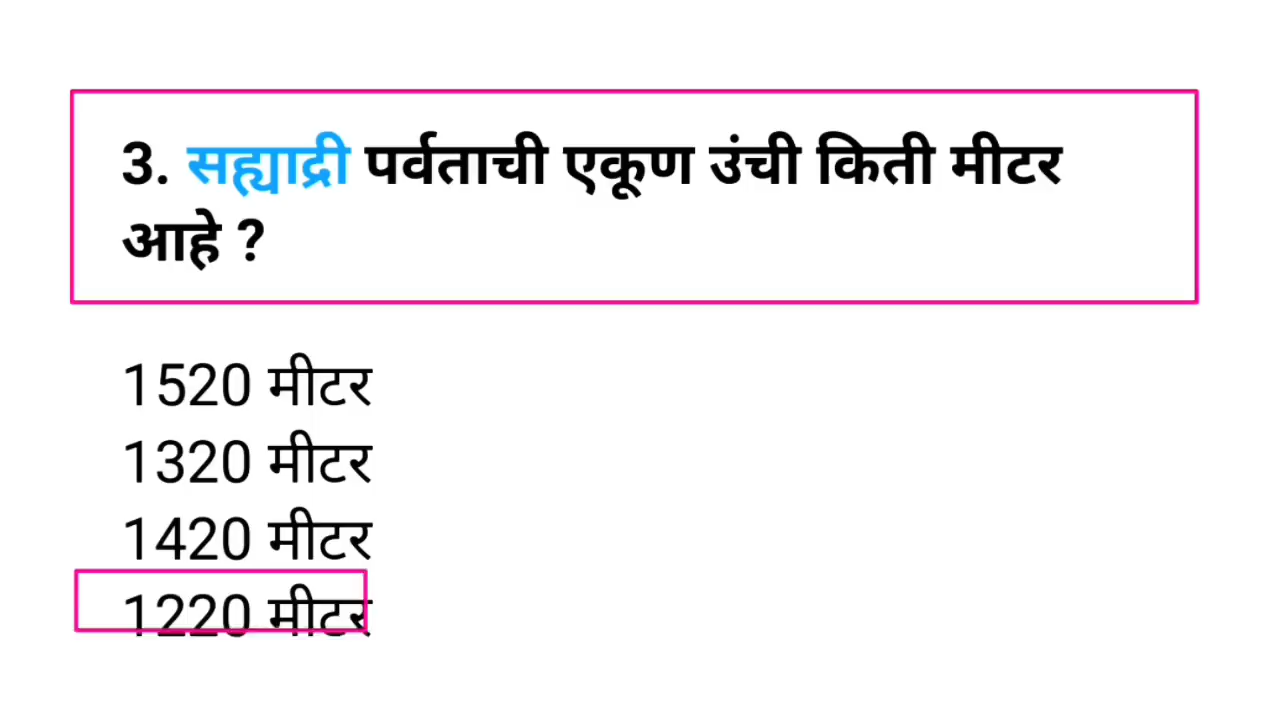 3. सह्याद्री पर्वताची एकूण उंची किती मीटर
आहे ?
1520 मीटर
1320 मीटर
1420 मीटर
1220 मीटर